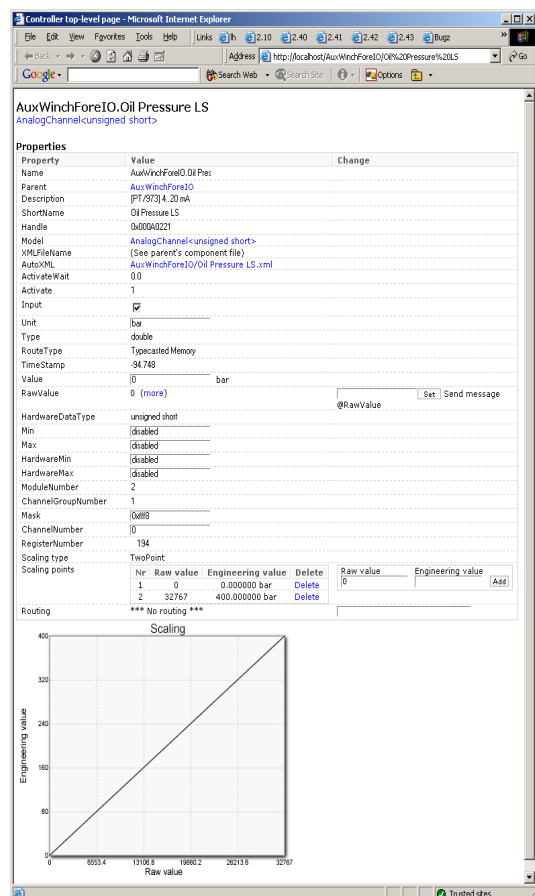 Controller top-level page - Microsoft Internet Explorer
File Edit View Favorites Tools Help Links lh 2.10 2.40 2.41 2.42 2.43 Bugz »
Back Address http://localhost/AuxWinchForeIO/Oil%20Pressure%20LS Go
Google Search Web Search Site Options
AuxWinchForeIO.Oil Pressure LS
AnalogChannel<unsigned short>
Properties
Property Value Change
Name AuxWinchForeIO.Oil Pres
Parent AuxWinchForeIO
Description [PT/973] 4..20 mA
ShortName Oil Pressure LS
Handle 0x000A0221
Model AnalogChannel<unsigned short>
XMLFileName (See parent's component file)
AutoXML AuxWinchForeIO/Oil Pressure LS.xml
ActivateWait 0.0
Activate 1
Input
Unit bar
Type double
RouteType Typecasted Memory
TimeStamp -94.748
Value 0 bar
RawValue 0 (more) Set Send message
@RawValue
HardwareDataType unsigned short
Min disabled
Max disabled
HardwareMin disabled
HardwareMax disabled
ModuleNumber 2
ChannelGroupNumber 1
Mask 0xfff8
ChannelNumber 0
RegisterNumber 194
Scaling type TwoPoint
Scaling points Nr Raw value Engineering value Delete Raw value Engineering value
1 0 0.000000 bar Delete 0 Add
2 32767 400.000000 bar Delete
Routing *** No routing ***
Scaling
400
320
240
160
80
0
Engineering value
0 6553.4 13106.8 19660.2 26213.6 32767
Raw value
Trusted sites